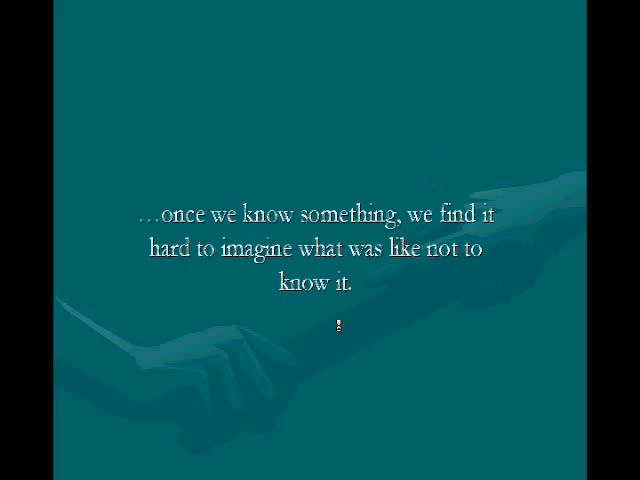 …once we know something, we find it
hard to imagine what was like not to
know it.